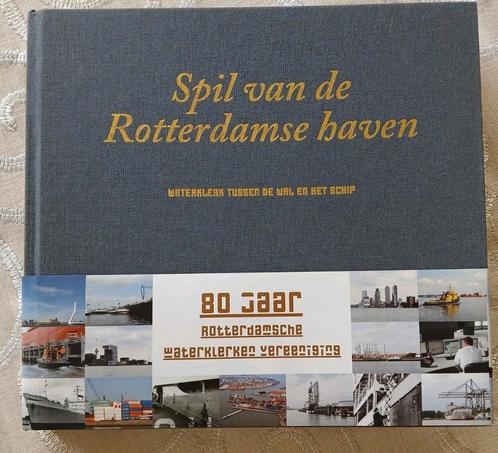 Spil van de
Rotterdamse haven
WATERKLERK TUSSEN DE WAL EN HET SCHIP
80 jaar
Rotterdamsche
waterklerken vereeniging